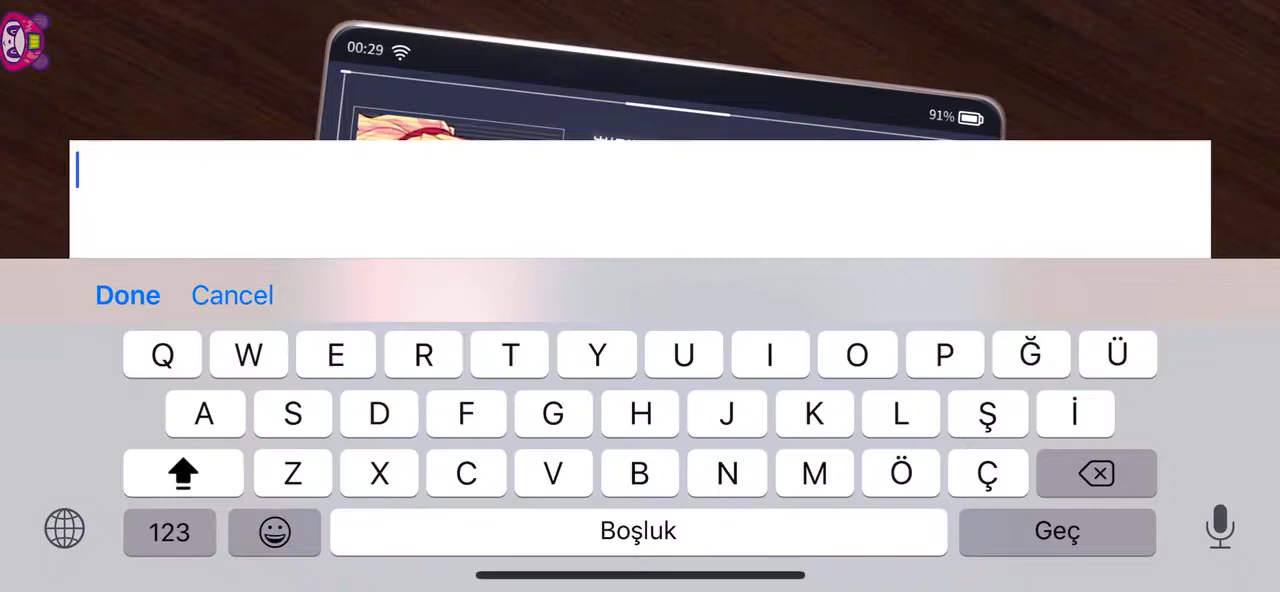 00:29
91%
Done Cancel
Q W E R T Y U I O P Ğ Ü
A S D F G H J K L Ş İ
Z X C V B N M Ö Ç
123 Boşluk Geç